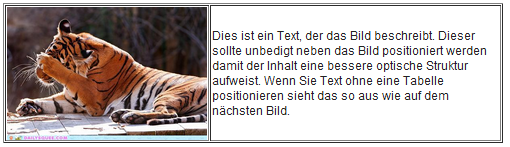 Dies ist ein Text, der das Bild beschreibt. Dieser
sollte unbedigt neben das Bild positioniert werden
damit der Inhalt eine bessere optische Struktur
aufweist. Wenn Sie Text ohne eine Tabelle
positionieren sieht das so aus wie auf dem
nächsten Bild.
DAILYSQUEE.COM